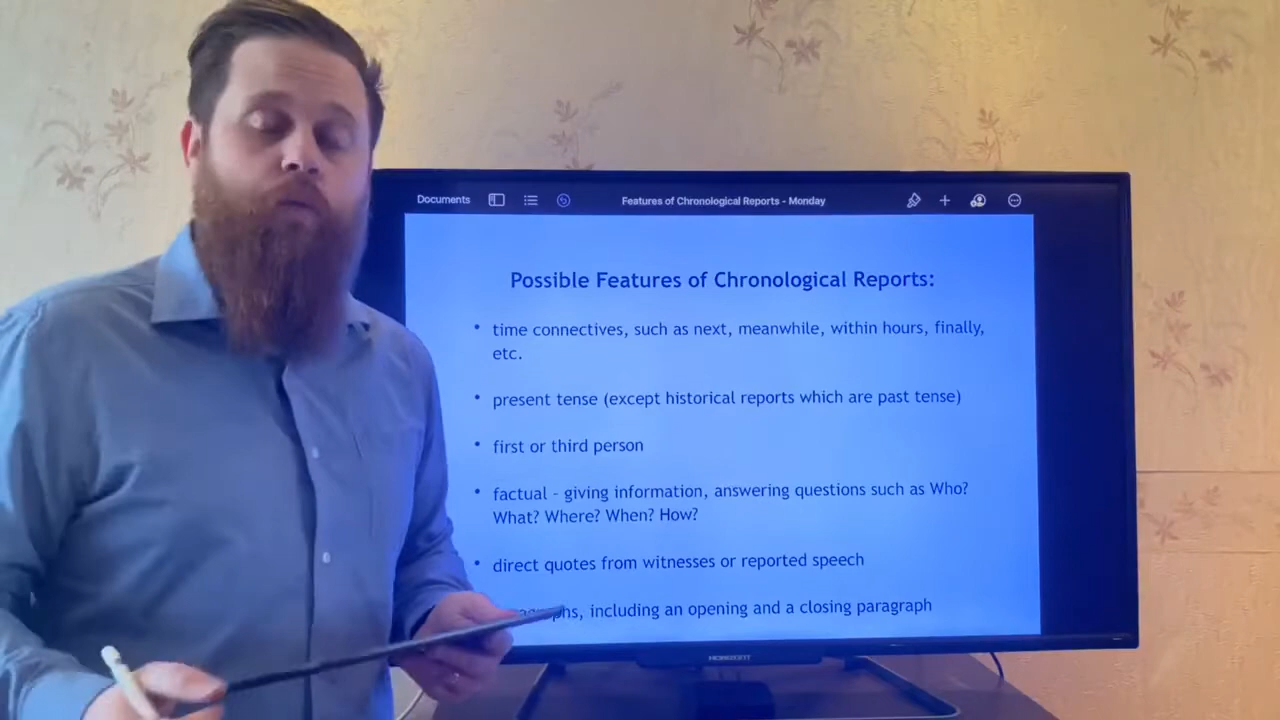 Documents
Features of Chronological Reports - Monday
Possible Features of Chronological Reports:
• time connectives, such as next, meanwhile, within hours, finally,
etc.
• present tense (except historical reports which are past tense)
• first or third person
• factual - giving information, answering questions such as Who?
What? Where? When? How?
• direct quotes from witnesses or reported speech
including an opening and a closing paragraph